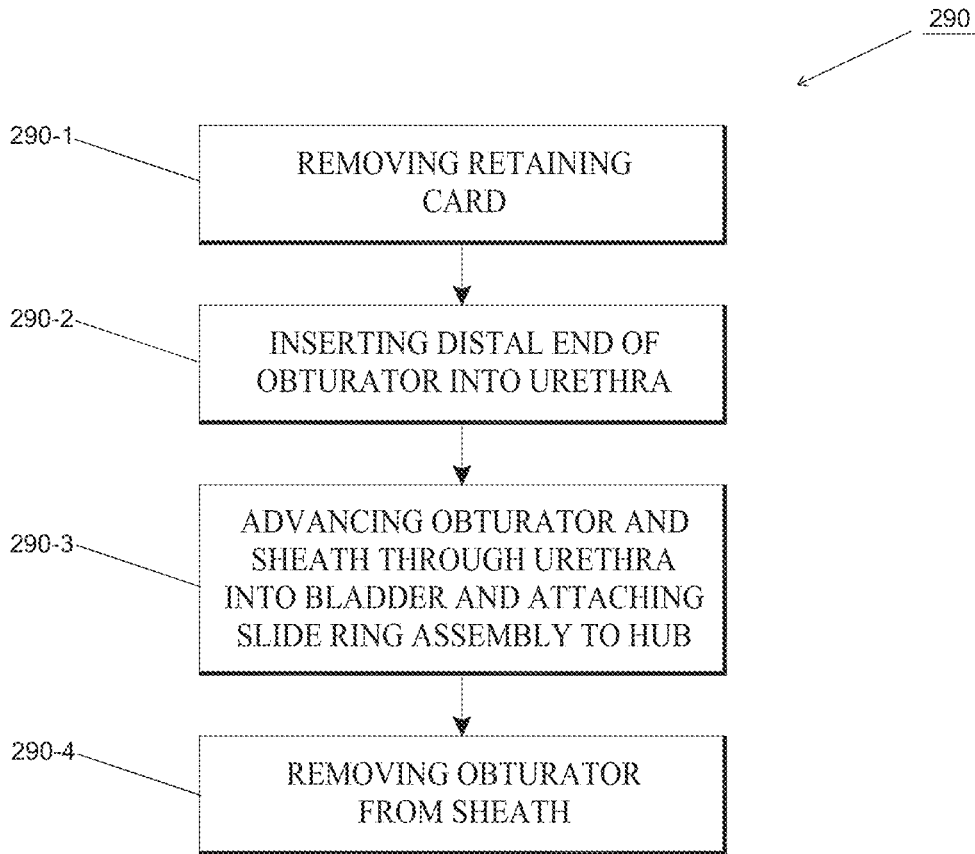 290
290-1
REMOVING RETAINING
CARD
290-2
INSERTING DISTAL END OF
OBTURATOR INTO URETHRA
290-3
ADVANCING OBTURATOR AND
SHEATH THROUGH URETHRA
INTO BLADDER AND ATTACHING
SLIDE RING ASSEMBLY TO HUB
290-4
REMOVING OBTURATOR
FROM SHEATH